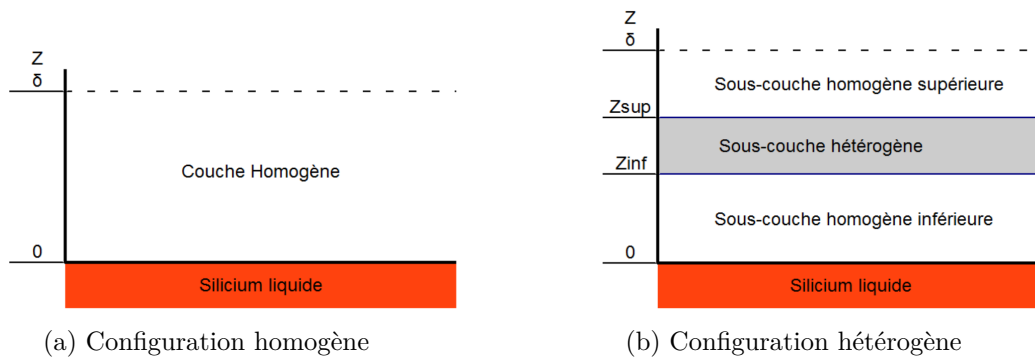 Z
δ
Couche Homogène
0
Silicium liquide
(a) Configuration homogène
Z
δ
Sous-couche homogène supérieure
Zsup
Sous-couche hétérogène
Zinf
Sous-couche homogène inférieure
0
Silicium liquide
(b) Configuration hétérogène